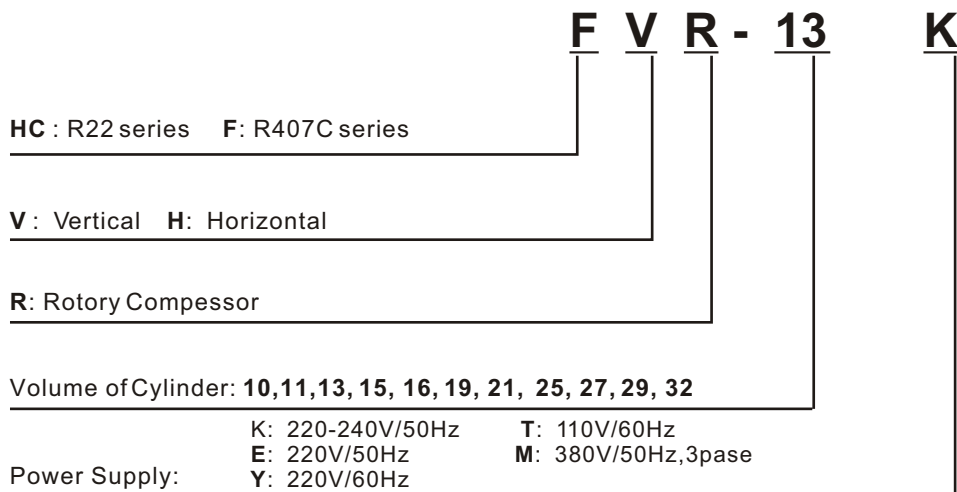 F V R - 13 K
HC : R22 series F: R407C series
V : Vertical H: Horizontal
R: Rotory Compessor
Volume of Cylinder: 10,11,13, 15, 16, 19, 21, 25, 27, 29, 32
K: 220-240V/50Hz T: 110V/60Hz
E: 220V/50Hz M: 380V/50Hz,3pase
Power Supply: Y: 220V/60Hz